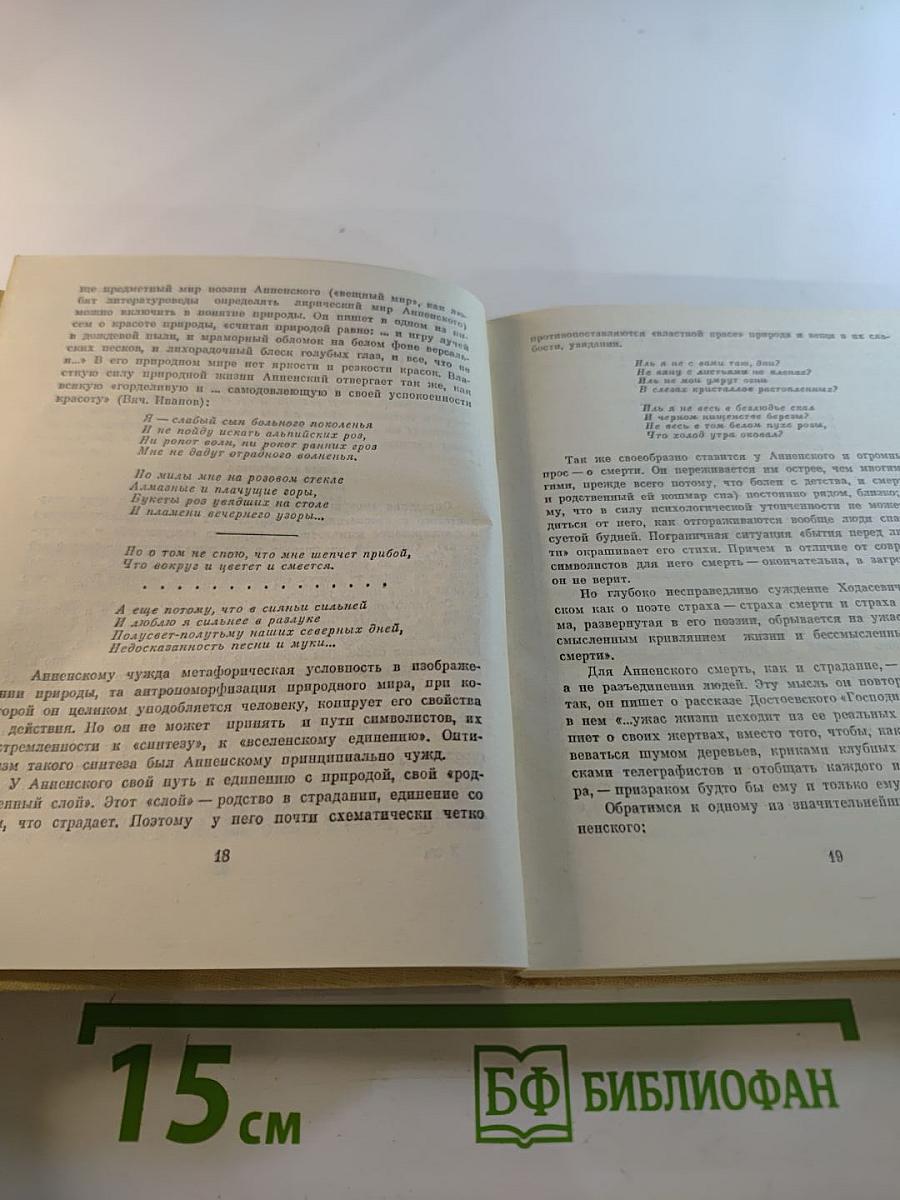 ще предметный мир поэзии Анненского («вещный мир», как лю-
бят литературоведы определять лирический мир Анненского)
можно включить в понятие природы. Он пишет в одном из пи-
сем о красоте природы, «считая природой равно: ... и игру лучей
в дождевой пыли, и мраморный обломок на белом фоне версаль-
ских песков, и лихорадочный блеск голубых глаз, и все, что не
я...» В его природном мире нет яркости и резкости красок. Вла-
стную силу природной жизни Анненский отвергает так же, как
всякую «горделивую и ... самодовлеющую в своей успокоенности
красоту» (Вяч. Иванов):
Я — слабый сын больного поколенья
И не пойду искать альпийских роз,
Ни ропот волн, ни рокот ранних гроз
Мне не дадут отрадного волненья.
Но милы мне на розовом стекле
Алмазные и плачущие горы,
Букеты роз увядших на столе
И пламени вечернего узоры...
Но о том не спою, что мне шепчет прибой,
Что вокруг и цветет и смеется.
. . . . . . . . . . . . . . .
А еще потому, что в сияньи сильней
И люблю я сильнее в разлуке
Полусвет-полутьму наших северных дней,
Недосказанность песни и муки...
Анненскому чужда метафорическая условность в изображе-
нии природы, та антропоморфизация природного мира, при ко-
торой он целиком уподобляется человеку, копирует его свойства
действия. Но он не может принять и пути символистов, их
стремленности к «синтезу», к «вселенскому единению». Опти-
зм такого синтеза был Анненскому принципиально чужд.
У Анненского свой путь к единению с природой, свой «род-
енный слой». Этот «слой» — родство в страдании, единение со
, что страдает. Поэтому у него почти схематически четко
18
противопоставляются «властной красе» природа и вещи в их сла-
бости, увядании.
Иль я не с вами таю, дни?
Не вяну с листьями на кленах?
Иль не мои умрут огни
В слезах кристаллов растопленных?
Иль я не весь в безлюдье скал
И черном нищенстве березы?
Не весь в том белом пухе розы,
Что холод утра оковал?
Так же своеобразно ставится у Анненского и огромны
прос — о смерти. Он переживается им острее, чем многим
гими, прежде всего потому, что болен с детства, и смер
и родственный ей кошмар сна) постоянно рядом, близко;
му, что в силу психологической утонченности не може
диться от него, как отгораживаются вообще люди спа
суетой будней. Пограничная ситуация «бытия перед ли
ти» окрашивает его стихи. Причем в отличие от совр
символистов для него смерть — окончательна, в загро
он не верит.
Но глубоко несправедливо суждение Ходасевич
ском как о поэте страха — страха смерти и страха
ма, развернутая в его поэзии, обрывается на ужас
смысленным кривлянием жизни и бессмысленны
смерти».
Для Анненского смерть, как и страдание, —
а не разъединения людей. Эту мысль он повтор
так, он пишет о рассказе Достоевского «Господи
в нем «...ужас жизни исходит из ее реальных
пиет о своих жертвах, вместо того, чтобы, как
веваться шумом деревьев, криками клубных
сками телеграфистов и отобщать каждого и
ра, — призраком будто бы ему и только ему
Обратимся к одному из значительнейши
ненского:
19
15 см
БФ БИБЛИОФАН